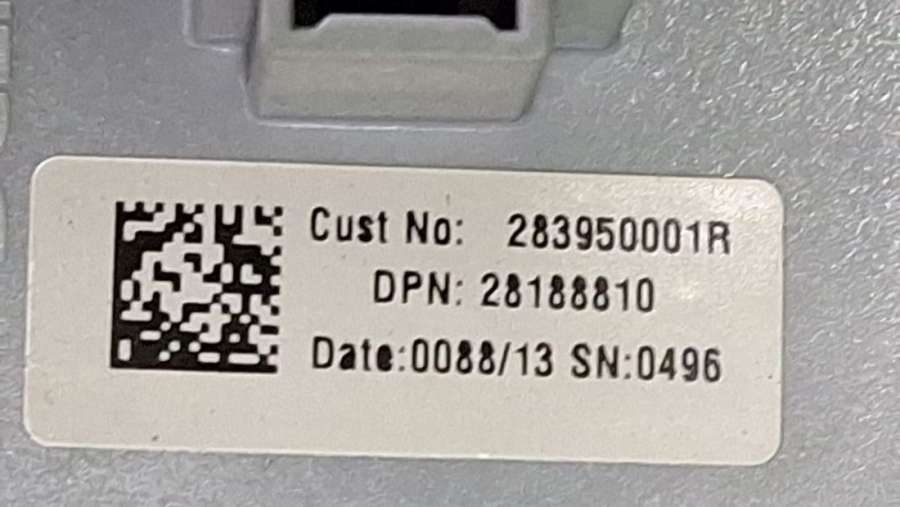 Cust No: 283950001R
DPN: 28188810
Date:0088/13 SN:0496